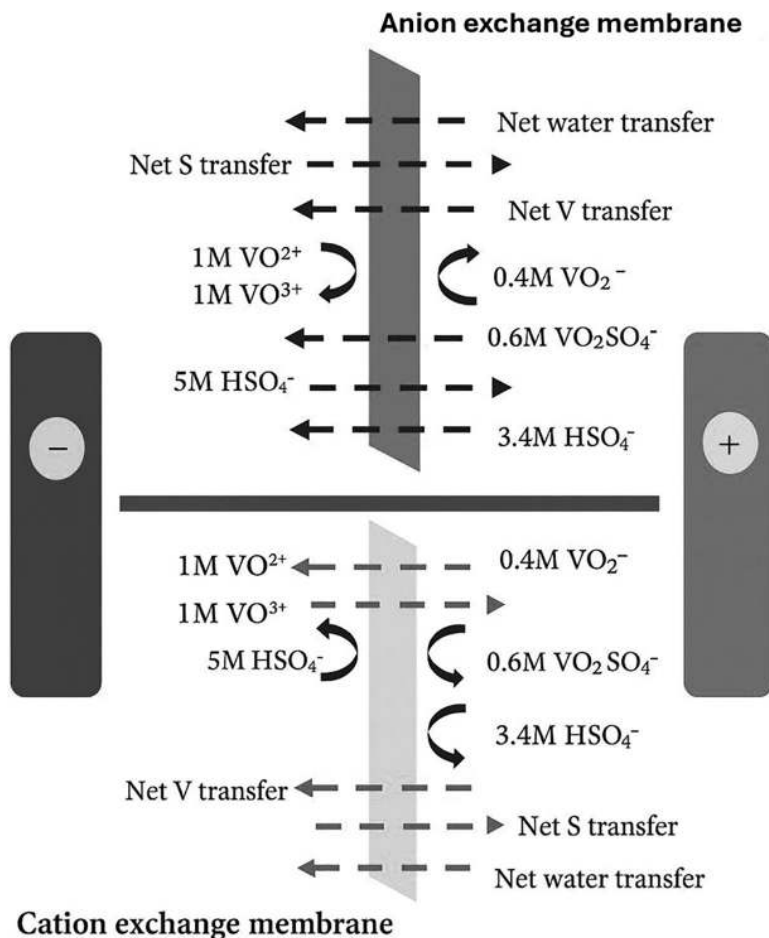 Anion exchange membrane
Net water transfer
Net S transfer
Net V transfer
1M VO²⁺
1M VO³⁺
0.4M VO₂⁻
0.6M VO₂SO₄⁻
5M HSO₄⁻
3.4M HSO₄⁻
−
+
1M VO²⁺
0.4M VO₂⁻
1M VO³⁺
5M HSO₄⁻
0.6M VO₂SO₄⁻
3.4M HSO₄⁻
Net V transfer
Net S transfer
Net water transfer
Cation exchange membrane